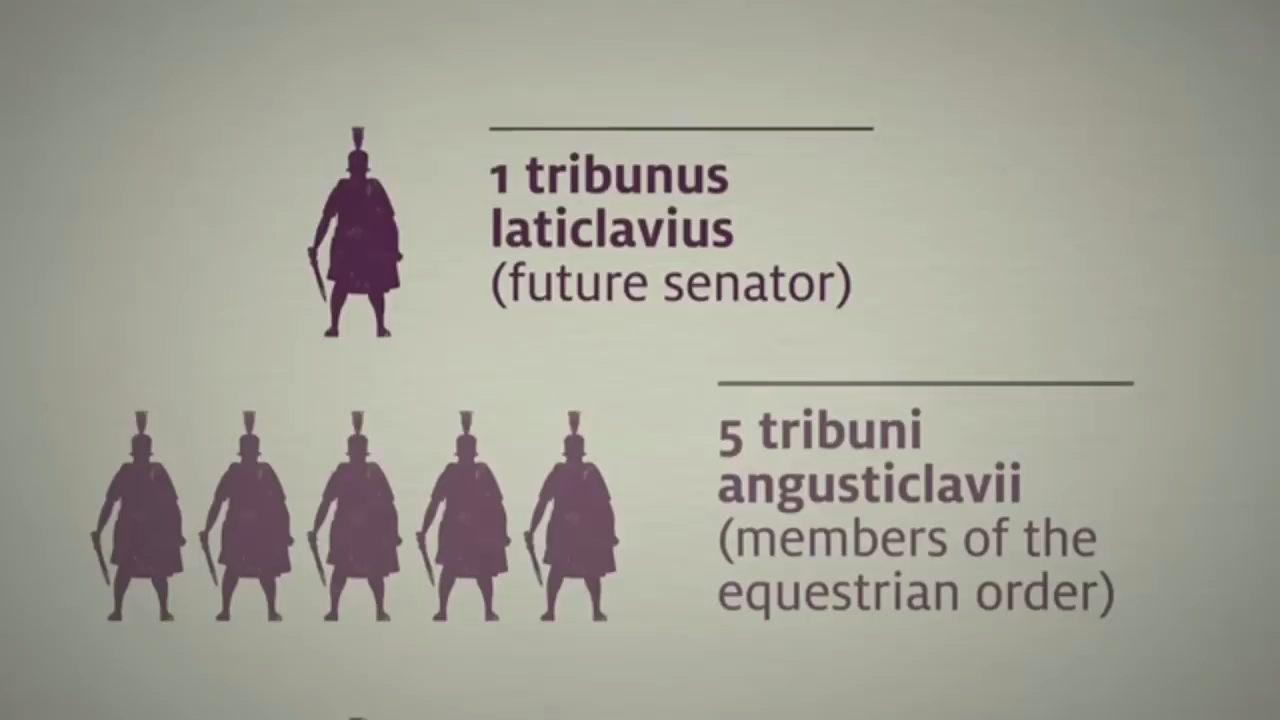 1 tribunus
laticlavius
(future senator)
5 tribuni
angusticlavii
(members of the
equestrian order)